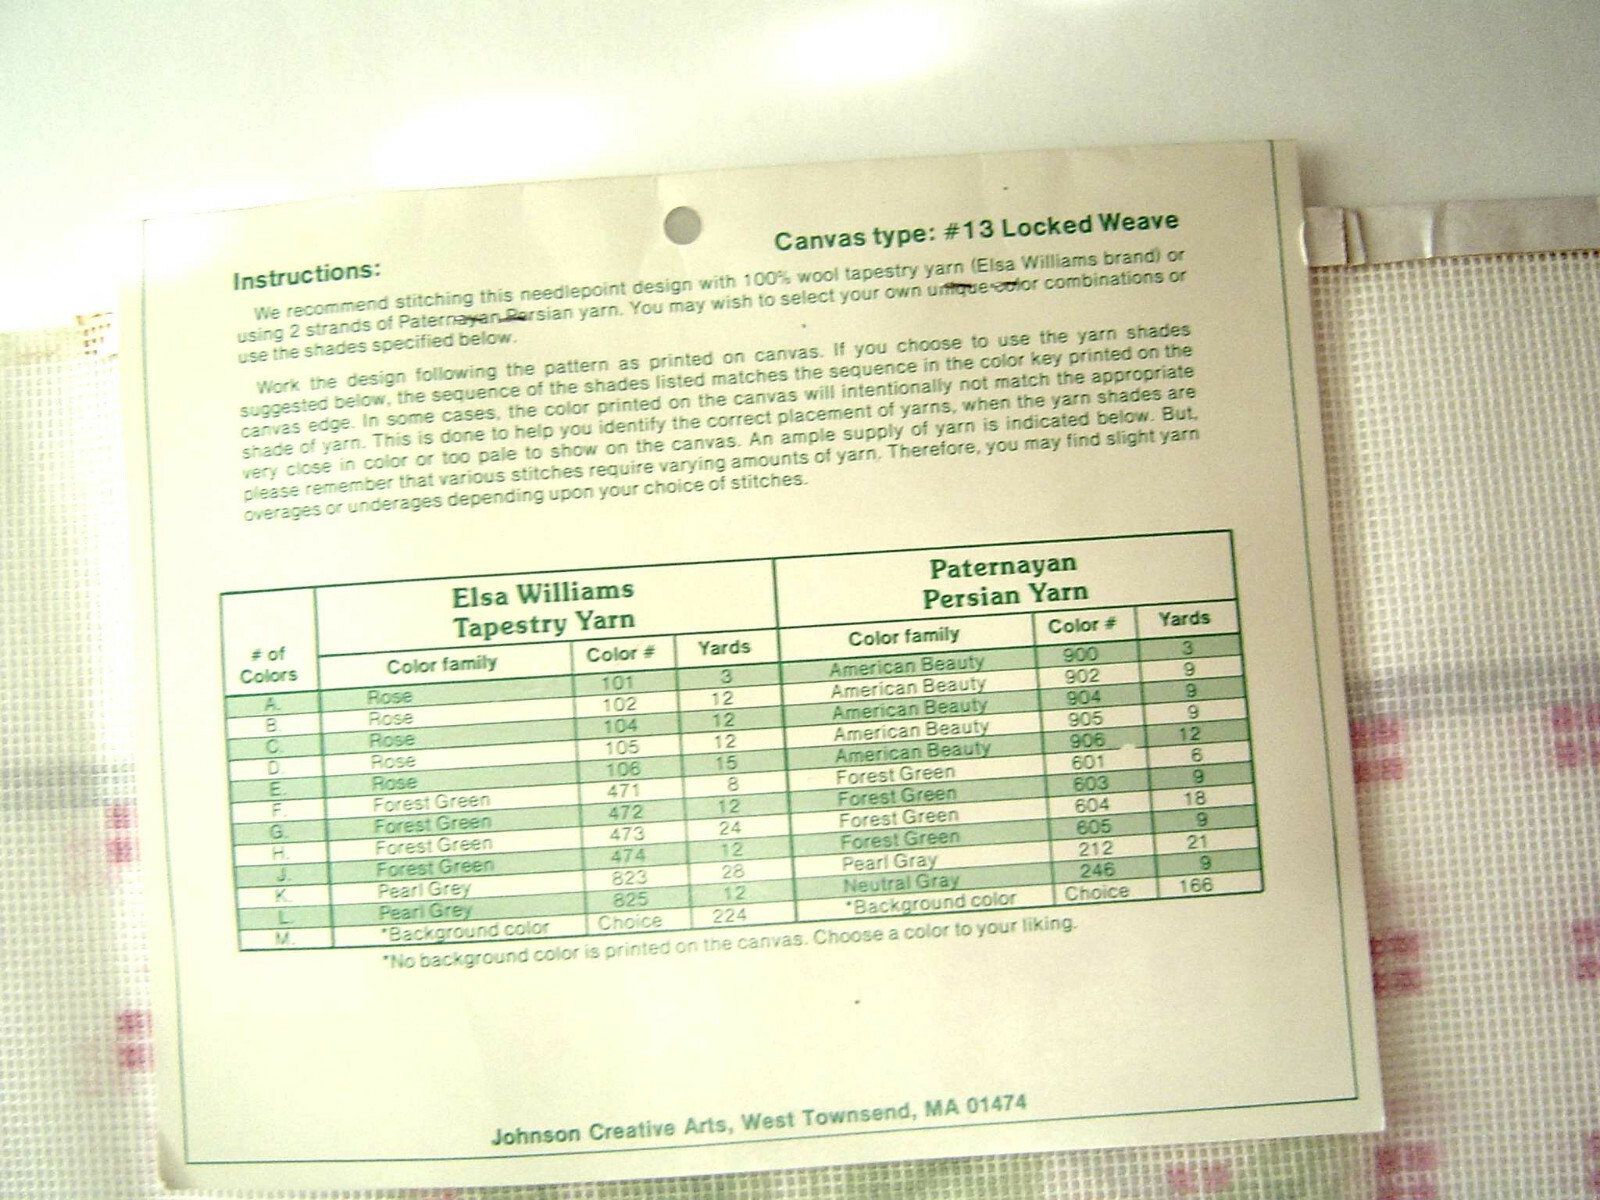 Canvas type: #13 Locked Weave
Instructions:
We recommend stitching this needlepoint design with 100% wool tapestry yarn (Elsa Williams brand) or
using 2 strands of Paternayan Persian yarn. You may wish to select your own unique color combinations or
use the shades specified below.
Work the design following the pattern as printed on canvas. If you choose to use the yarn shades
suggested below, the sequence of the shades listed matches the sequence in the color key printed on the
canvas edge. In some cases, the color printed on the canvas will intentionally not match the appropriate
shade of yarn. This is done to help you identify the correct placement of yarns, when the yarn shades are
very close in color or too pale to show on the canvas. An ample supply of yarn is indicated below. But,
please remember that various stitches require varying amounts of yarn. Therefore, you may find slight yarn
overages or underages depending upon your choice of stitches.
Elsa Williams Tapestry Yarn Paternayan Persian Yarn
# of Colors Color family Color # Yards Color family Color # Yards
A. Rose 101 3 American Beauty 900 3
B. Rose 102 12 American Beauty 902 9
C. Rose 104 12 American Beauty 904 9
D. Rose 105 12 American Beauty 905 9
E. Rose 106 15 American Beauty 906 12
F. Forest Green 471 8 Forest Green 601 6
G. Forest Green 472 12 Forest Green 603 9
H. Forest Green 473 24 Forest Green 604 18
J. Forest Green 474 12 Forest Green 605 9
K. Pearl Grey 823 28 Pearl Gray 212 21
L. Pearl Grey 825 12 Neutral Gray 246 9
M. *Background color Choice 224 *Background color Choice 166
*No background color is printed on the canvas. Choose a color to your liking.
Johnson Creative Arts, West Townsend, MA 01474